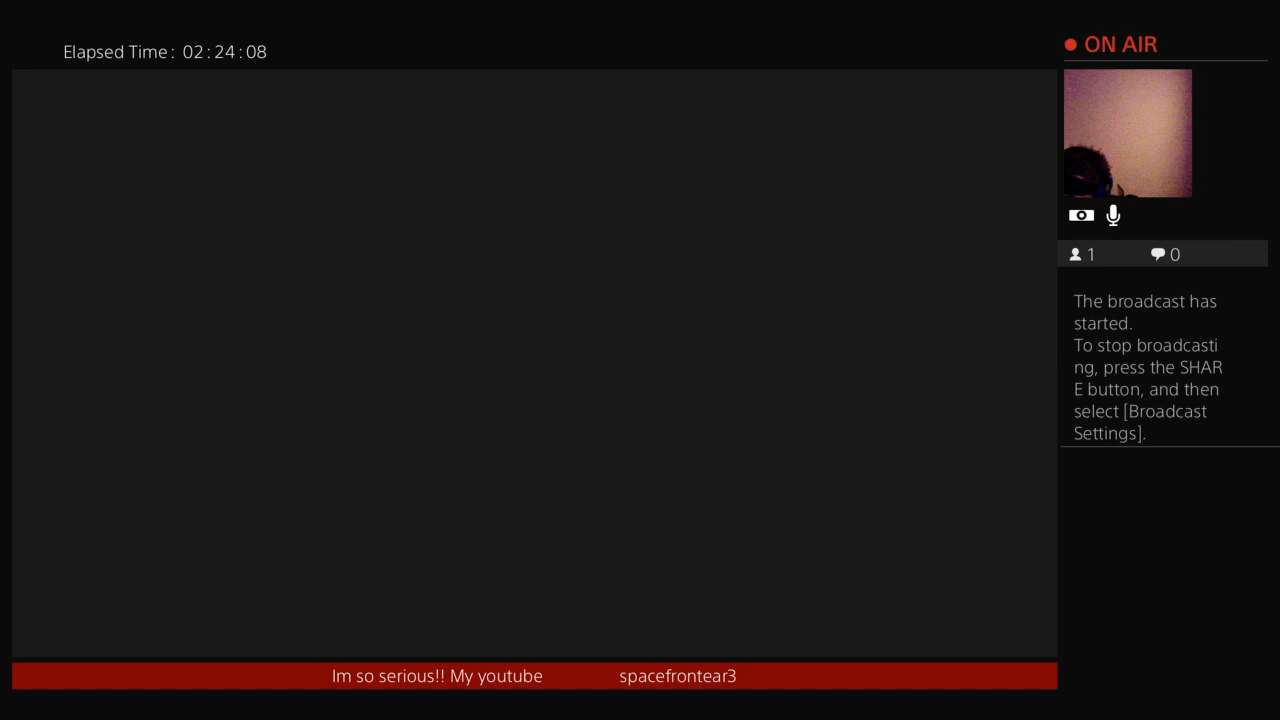 Elapsed Time: 02:24:08
ON AIR
1 0
The broadcast has
started.
To stop broadcasti
ng, press the SHAR
E button, and then
select [Broadcast
Settings].
Im so serious!! My youtube spacefrontear3